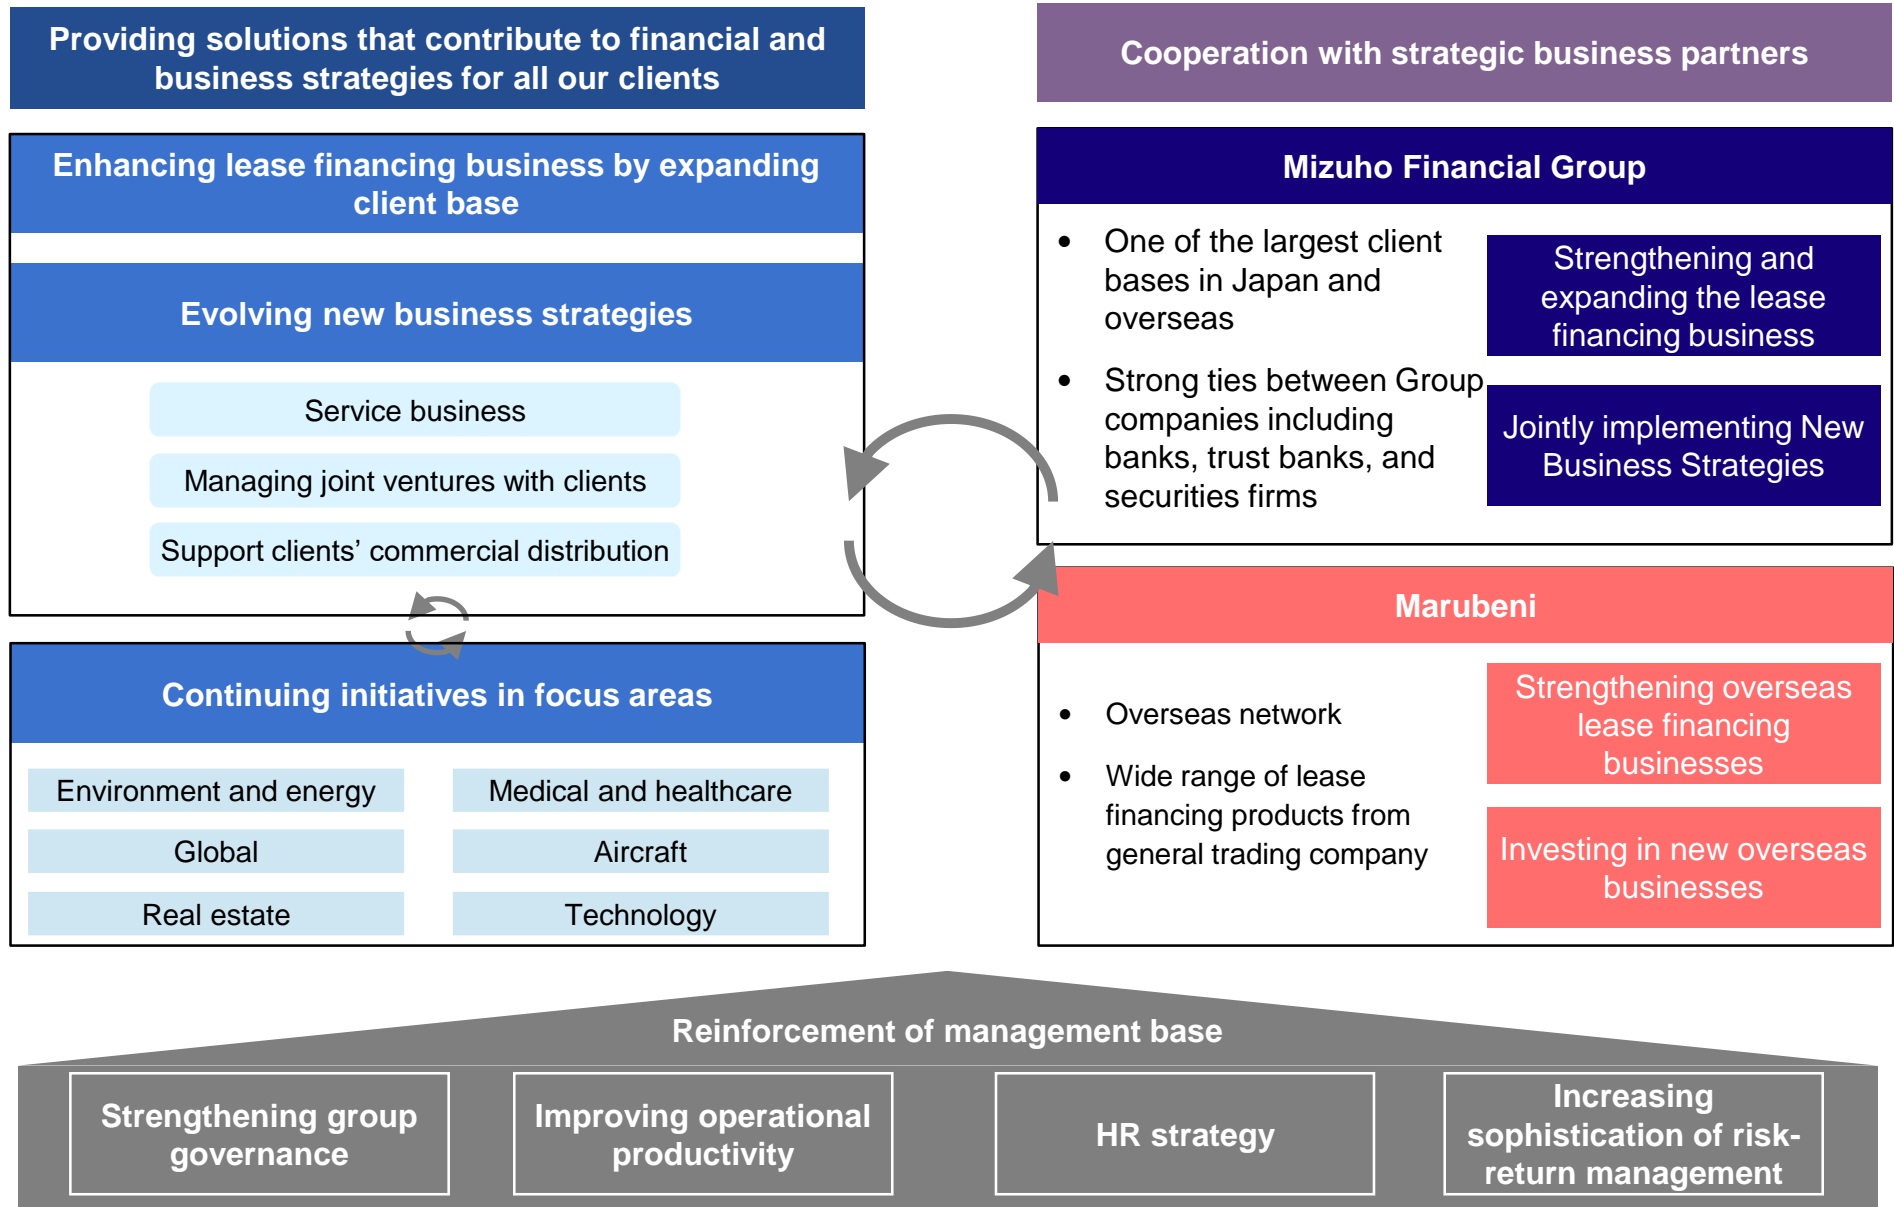 Providing solutions that contribute to financial and
business strategies for all our clients
Enhancing lease financing business by expanding
client base
Evolving new business strategies
Service business
Managing joint ventures with clients
Support clients’ commercial distribution
Continuing initiatives in focus areas
Environment and energy
Medical and healthcare
Global
Aircraft
Real estate
Technology
Cooperation with strategic business partners
Mizuho Financial Group
• One of the largest client
bases in Japan and
overseas
• Strong ties between Group
companies including
banks, trust banks, and
securities firms
Strengthening and
expanding the lease
financing business
Jointly implementing New
Business Strategies
Marubeni
• Overseas network
• Wide range of lease
financing products from
general trading company
Strengthening overseas
lease financing
businesses
Investing in new overseas
businesses
Reinforcement of management base
Strengthening group
governance
Improving operational
productivity
HR strategy
Increasing
sophistication of risk-
return management